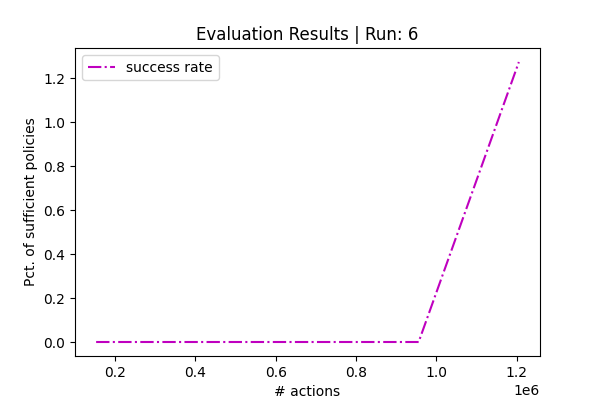 Evaluation Results | Run: 6
success rate
Pct. of sufficient policies
1.2
1.0
0.8
0.6
0.4
0.2
0.0
0.2 0.4 0.6 0.8 1.0 1.2
1e6
# actions